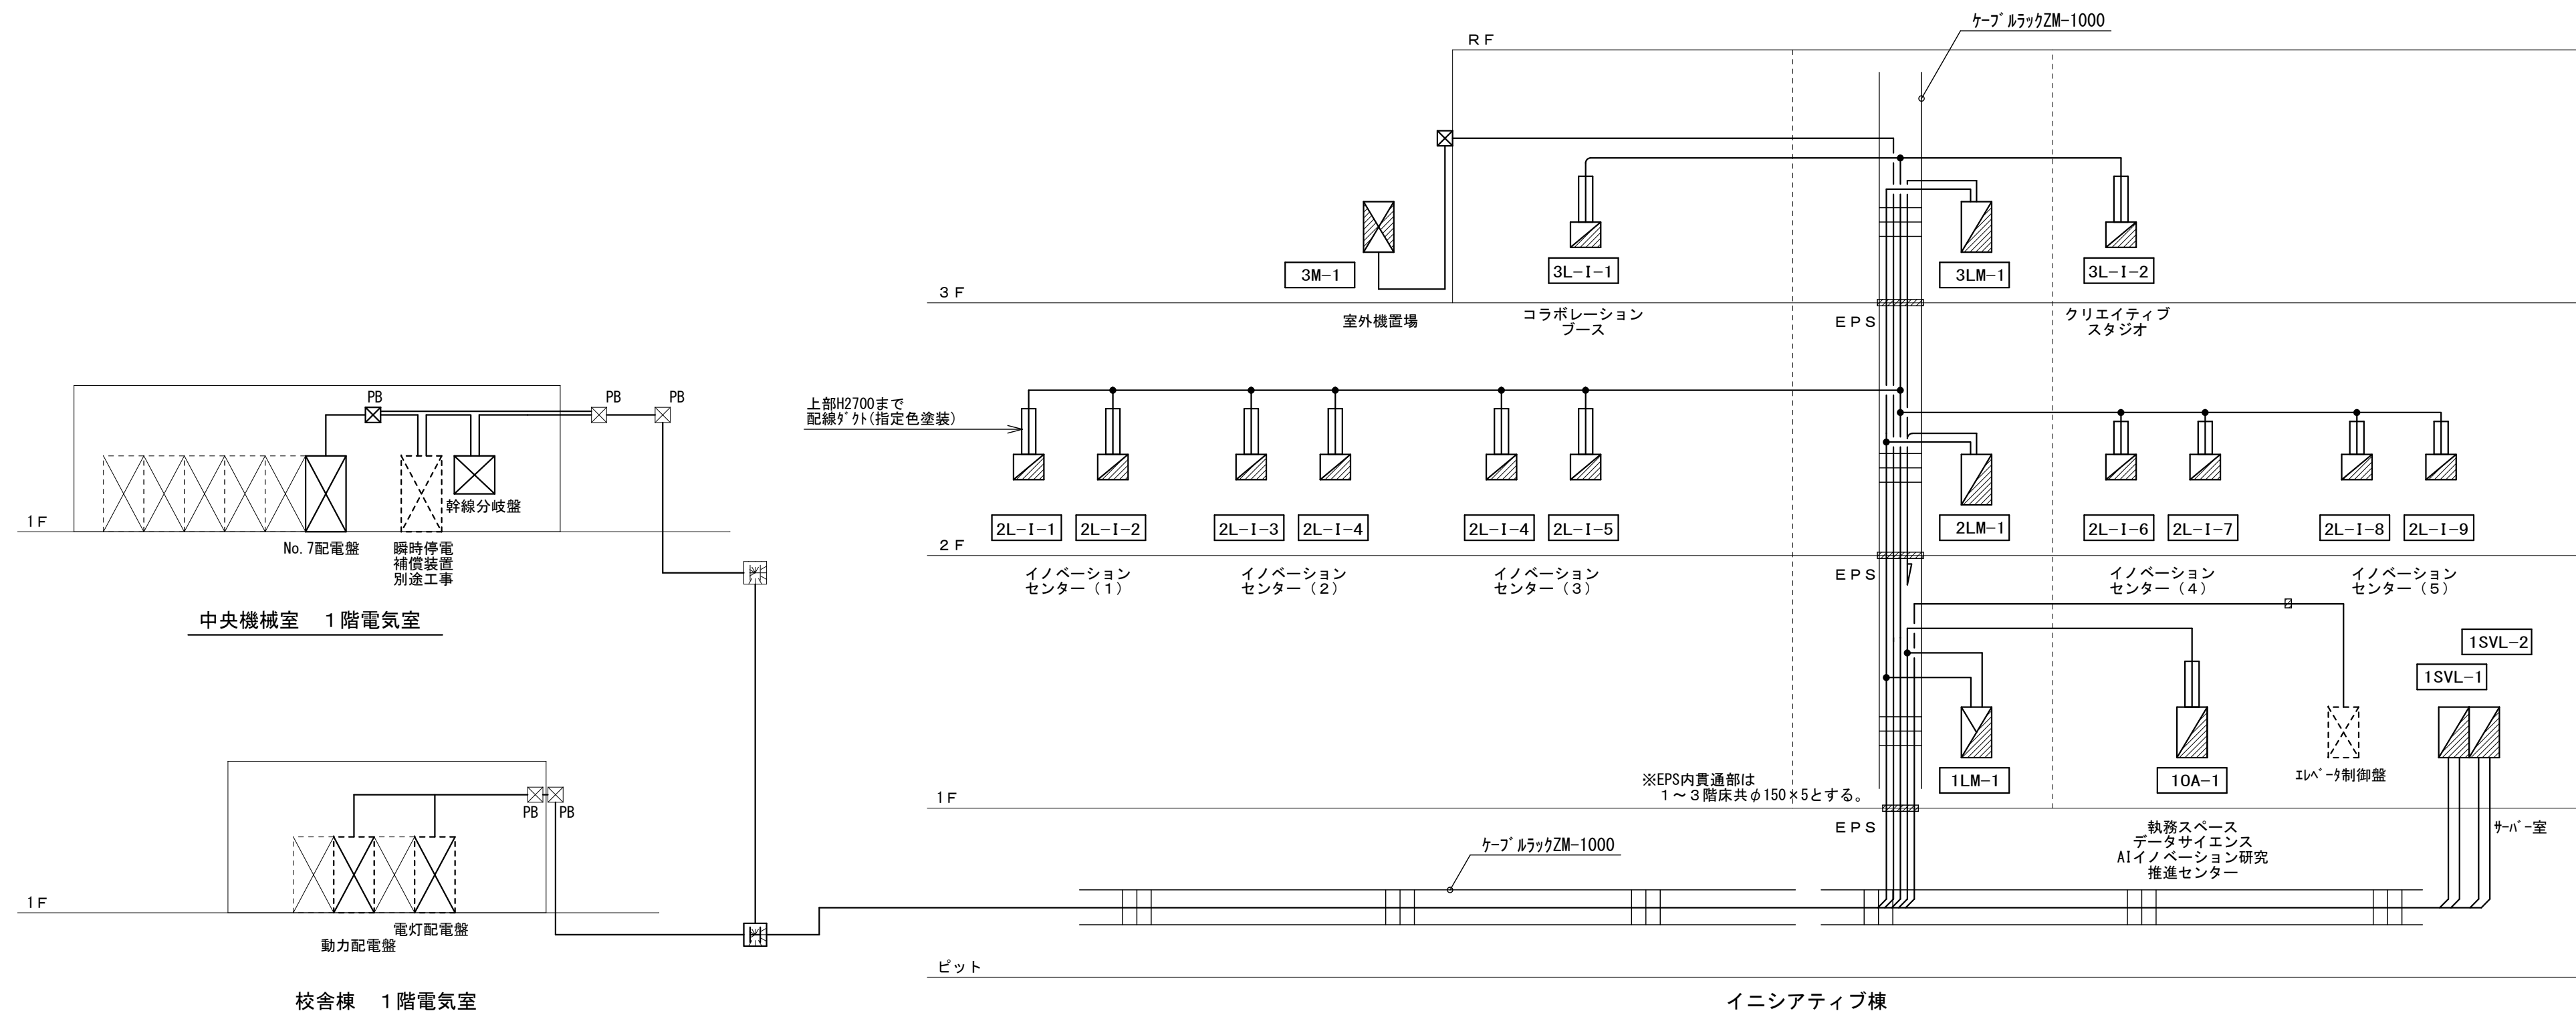 ｹｰﾌﾞﾙﾗｯｸZM-1000
ＲＦ
3M-1
3L-I-1
3LM-1
3L-I-2
３Ｆ
室外機置場
コラボレーション
ブース
ＥＰＳ
クリエイティブ
スタジオ
上部H2700まで
配線ﾀﾞｸﾄ(指定色塗装)
2L-I-1
2L-I-2
2L-I-3
2L-I-4
2L-I-4
2L-I-5
2LM-1
2L-I-6
2L-I-7
2L-I-8
2L-I-9
２Ｆ
イノベーション
センター（１）
イノベーション
センター（２）
イノベーション
センター（３）
ＥＰＳ
イノベーション
センター（４）
イノベーション
センター（５）
PB
PB
PB
幹線分岐盤
１Ｆ
No.7配電盤
瞬時停電
補償装置
別途工事
中央機械室　１階電気室
1SVL-2
1SVL-1
1LM-1
1OA-1
ｴﾚﾍﾞｰﾀ制御盤
※EPS内貫通部は
１～３階床共φ150×5とする。
１Ｆ
ＥＰＳ
執務スペース
データサイエンス
AIイノベーション研究
推進センター
ｻｰﾊﾞｰ室
ｹｰﾌﾞﾙﾗｯｸZM-1000
PB
PB
１Ｆ
電灯配電盤
動力配電盤
校舎棟　１階電気室
ピット
イニシアティブ棟